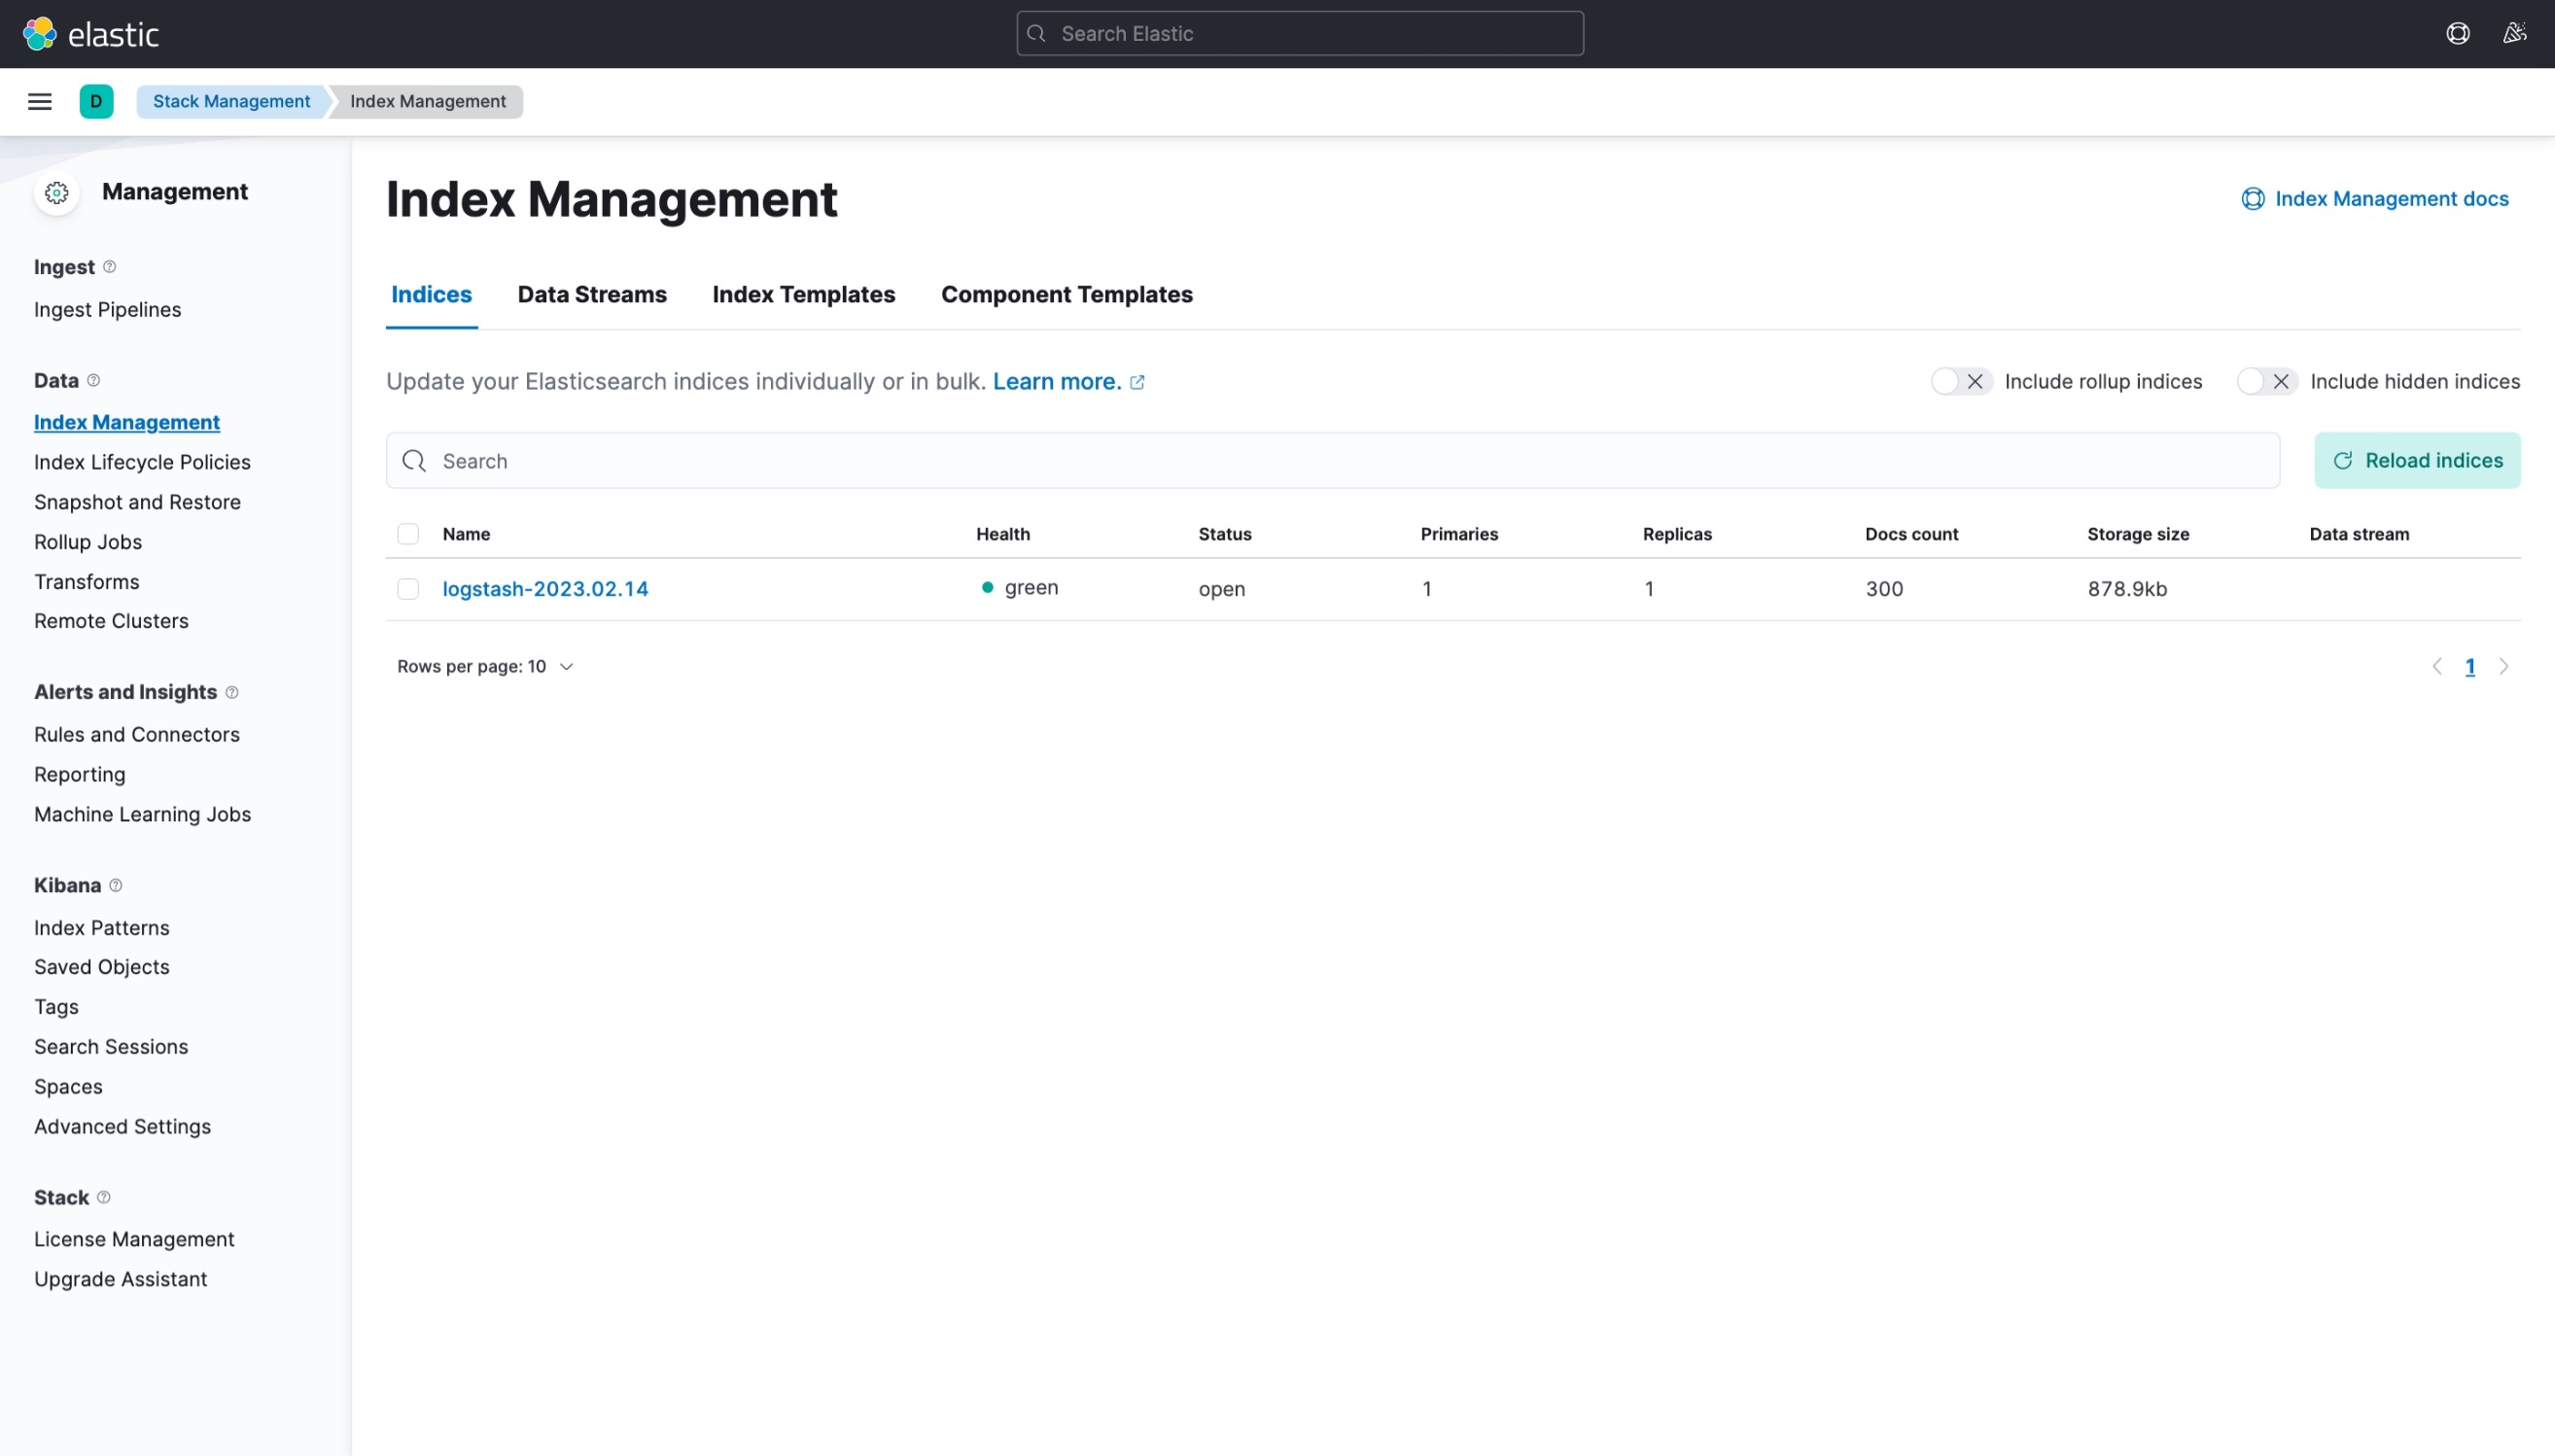 elastic
Search Elastic
D
Stack Management
Index Management
Management
Ingest
Ingest Pipelines
Data
Index Management
Index Lifecycle Policies
Snapshot and Restore
Rollup Jobs
Transforms
Remote Clusters
Alerts and Insights
Rules and Connectors
Reporting
Machine Learning Jobs
Kibana
Index Patterns
Saved Objects
Tags
Search Sessions
Spaces
Advanced Settings
Stack
License Management
Upgrade Assistant
Index Management
Index Management docs
Indices Data Streams Index Templates Component Templates
Update your Elasticsearch indices individually or in bulk. Learn more.
Include rollup indices Include hidden indices
Search
Reload indices
Name Health Status Primaries Replicas Docs count Storage size Data stream
logstash-2023.02.14 green open 1 1 300 878.9kb
Rows per page: 10
1